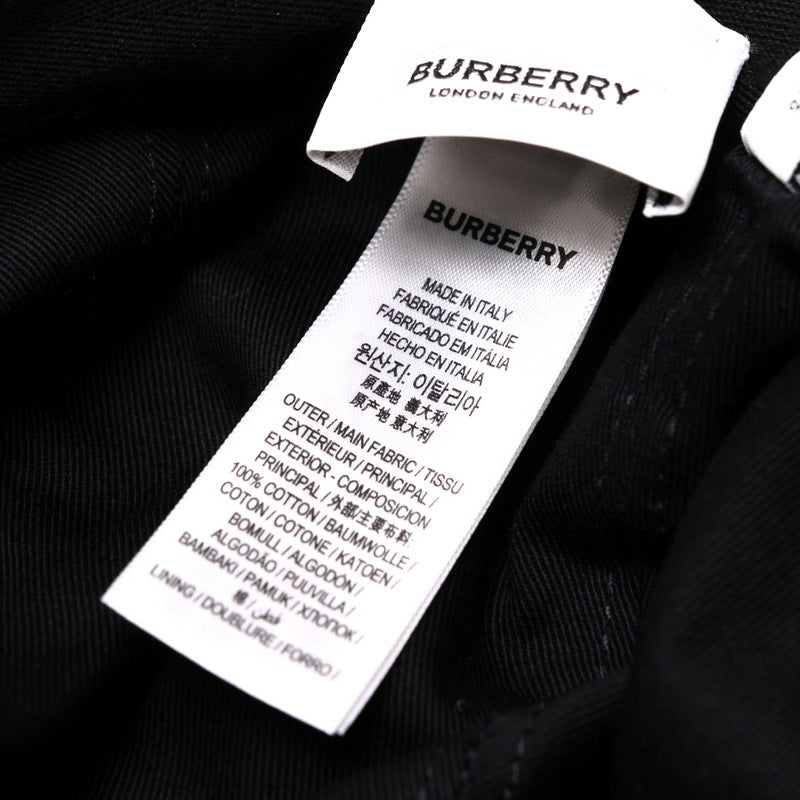 BURBERRY
LONDON ENGLAND
BURBERRY
MADE IN ITALY
FABRIQUÉ EN ITALIE
FABRICADO EM ITÁLIA
HECHO EN ITALIA
원산지: 이탈리아
原產地 義大利
原产地 意大利
OUTER / MAIN FABRIC / TISSU
EXTÉRIEUR / PRINCIPAL /
EXTERIOR - COMPOSICION
PRINCIPAL / 外部/主要布料:
100% COTTON / BAUMWOLLE /
COTON / COTONE / KATOEN /
BOMULL / ALGODÓN /
ALGODÃO / PUUVILLA /
BAMBAKI / PAMUK / ХЛОПОК /
棉 / قطن /
LINING / DOUBLURE / FORRO /